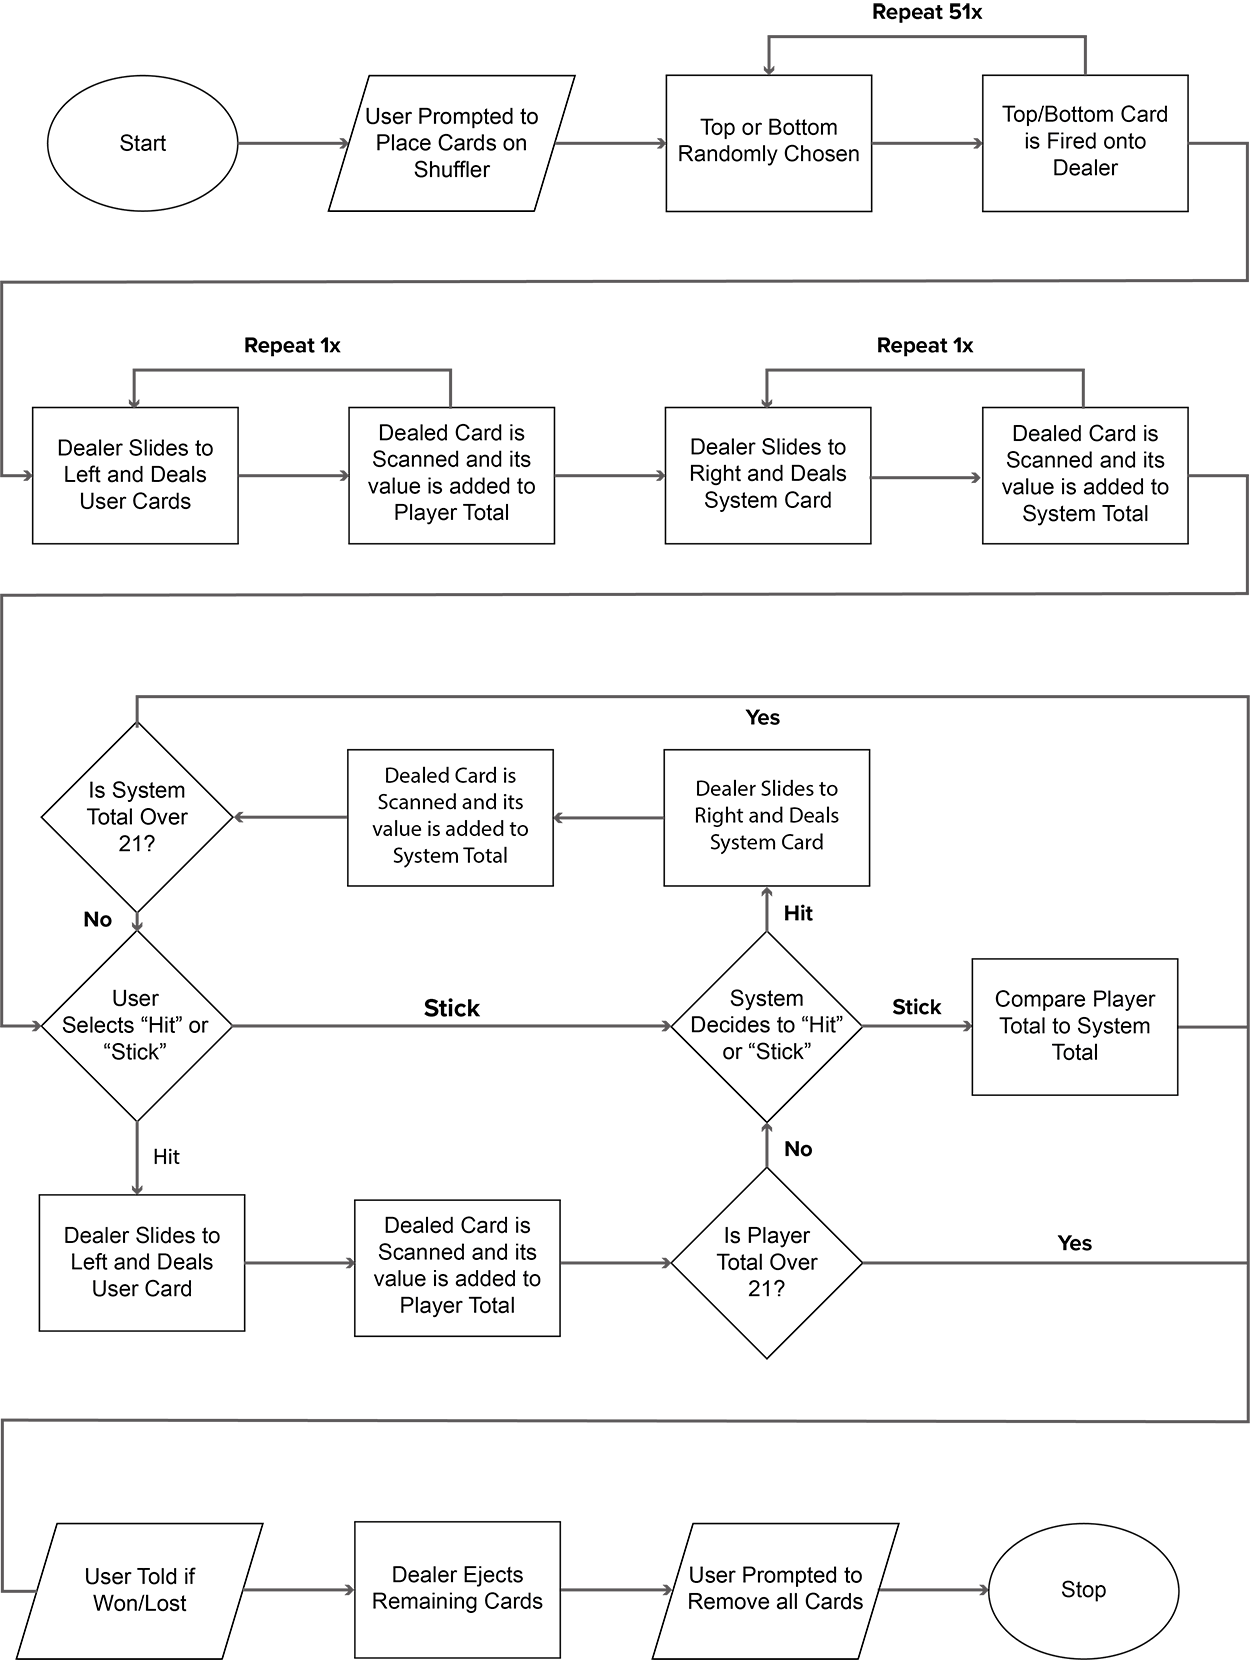 Repeat 51x
Start
User Prompted to
Place Cards on
Shuffler
Top or Bottom
Randomly Chosen
Top/Bottom Card
is Fired onto
Dealer
Repeat 1x
Repeat 1x
Dealer Slides to
Left and Deals
User Cards
Dealed Card is
Scanned and its
value is added to
Player Total
Dealer Slides to
Right and Deals
System Card
Dealed Card is
Scanned and its
value is added to
System Total
Yes
Is System
Total Over
21?
Dealed Card is
Scanned and its
value is added to
System Total
Dealer Slides to
Right and Deals
System Card
No
Hit
User
Selects “Hit” or
“Stick”
Stick
System
Decides to “Hit”
or “Stick”
Stick
Compare Player
Total to System
Total
Hit
No
Dealer Slides to
Left and Deals
User Card
Dealed Card is
Scanned and its
value is added to
Player Total
Is Player
Total Over
21?
Yes
User Told if
Won/Lost
Dealer Ejects
Remaining Cards
User Prompted to
Remove all Cards
Stop